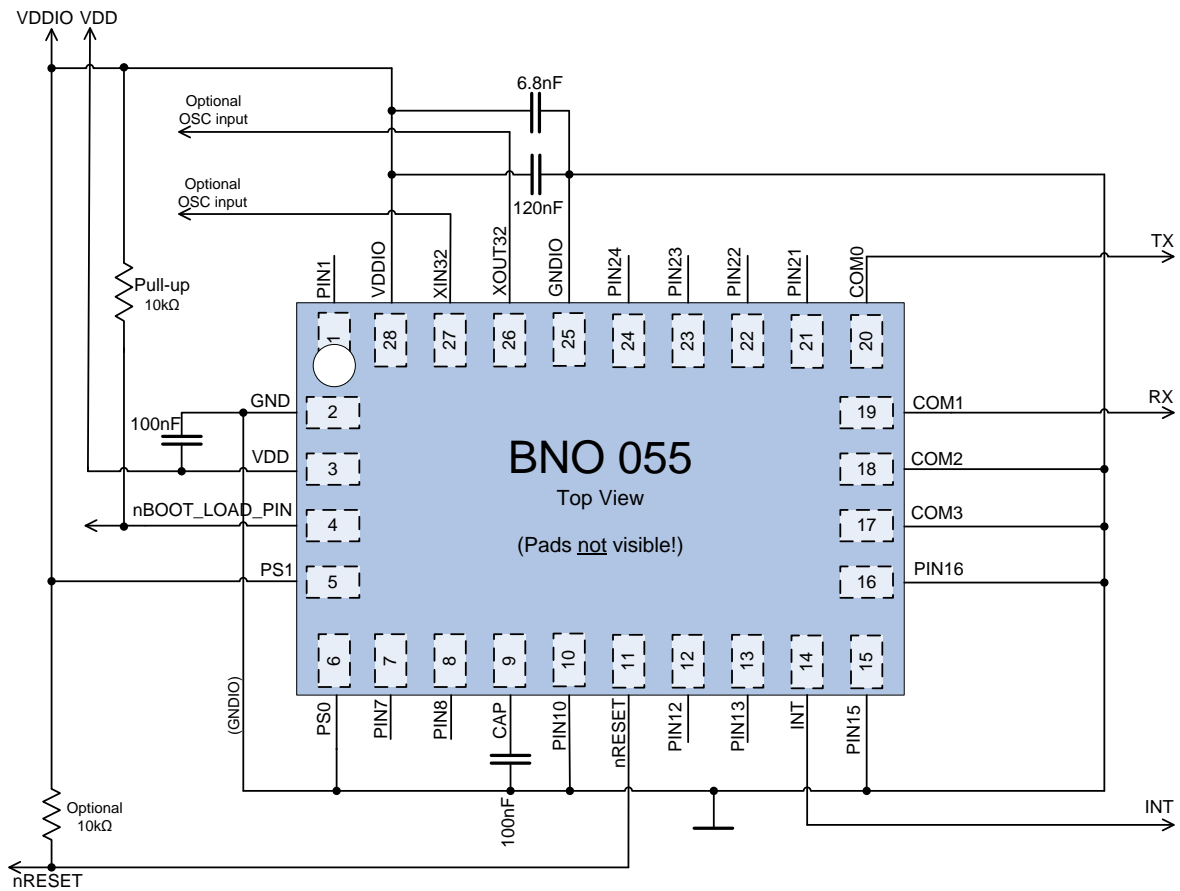 VDDIO VDD
6.8nF
Optional
OSC input
Optional
OSC input
120nF
TX
PIN1
VDDIO
XIN32
XOUT32
GNDIO
PIN24
PIN23
PIN22
PIN21
COM0
Pull-up
10kΩ
1
28
27
26
25
24
23
22
21
20
GND
100nF
2
19
COM1
RX
VDD
3
BNO 055
18
COM2
Top View
nBOOT_LOAD_PIN
4
17
COM3
(Pads not visible!)
PS1
5
16
PIN16
6
7
8
9
10
11
12
13
14
15
(GNDIO)
PS0
PIN7
PIN8
CAP
PIN10
nRESET
PIN12
PIN13
INT
PIN15
Optional
10kΩ
100nF
INT
nRESET